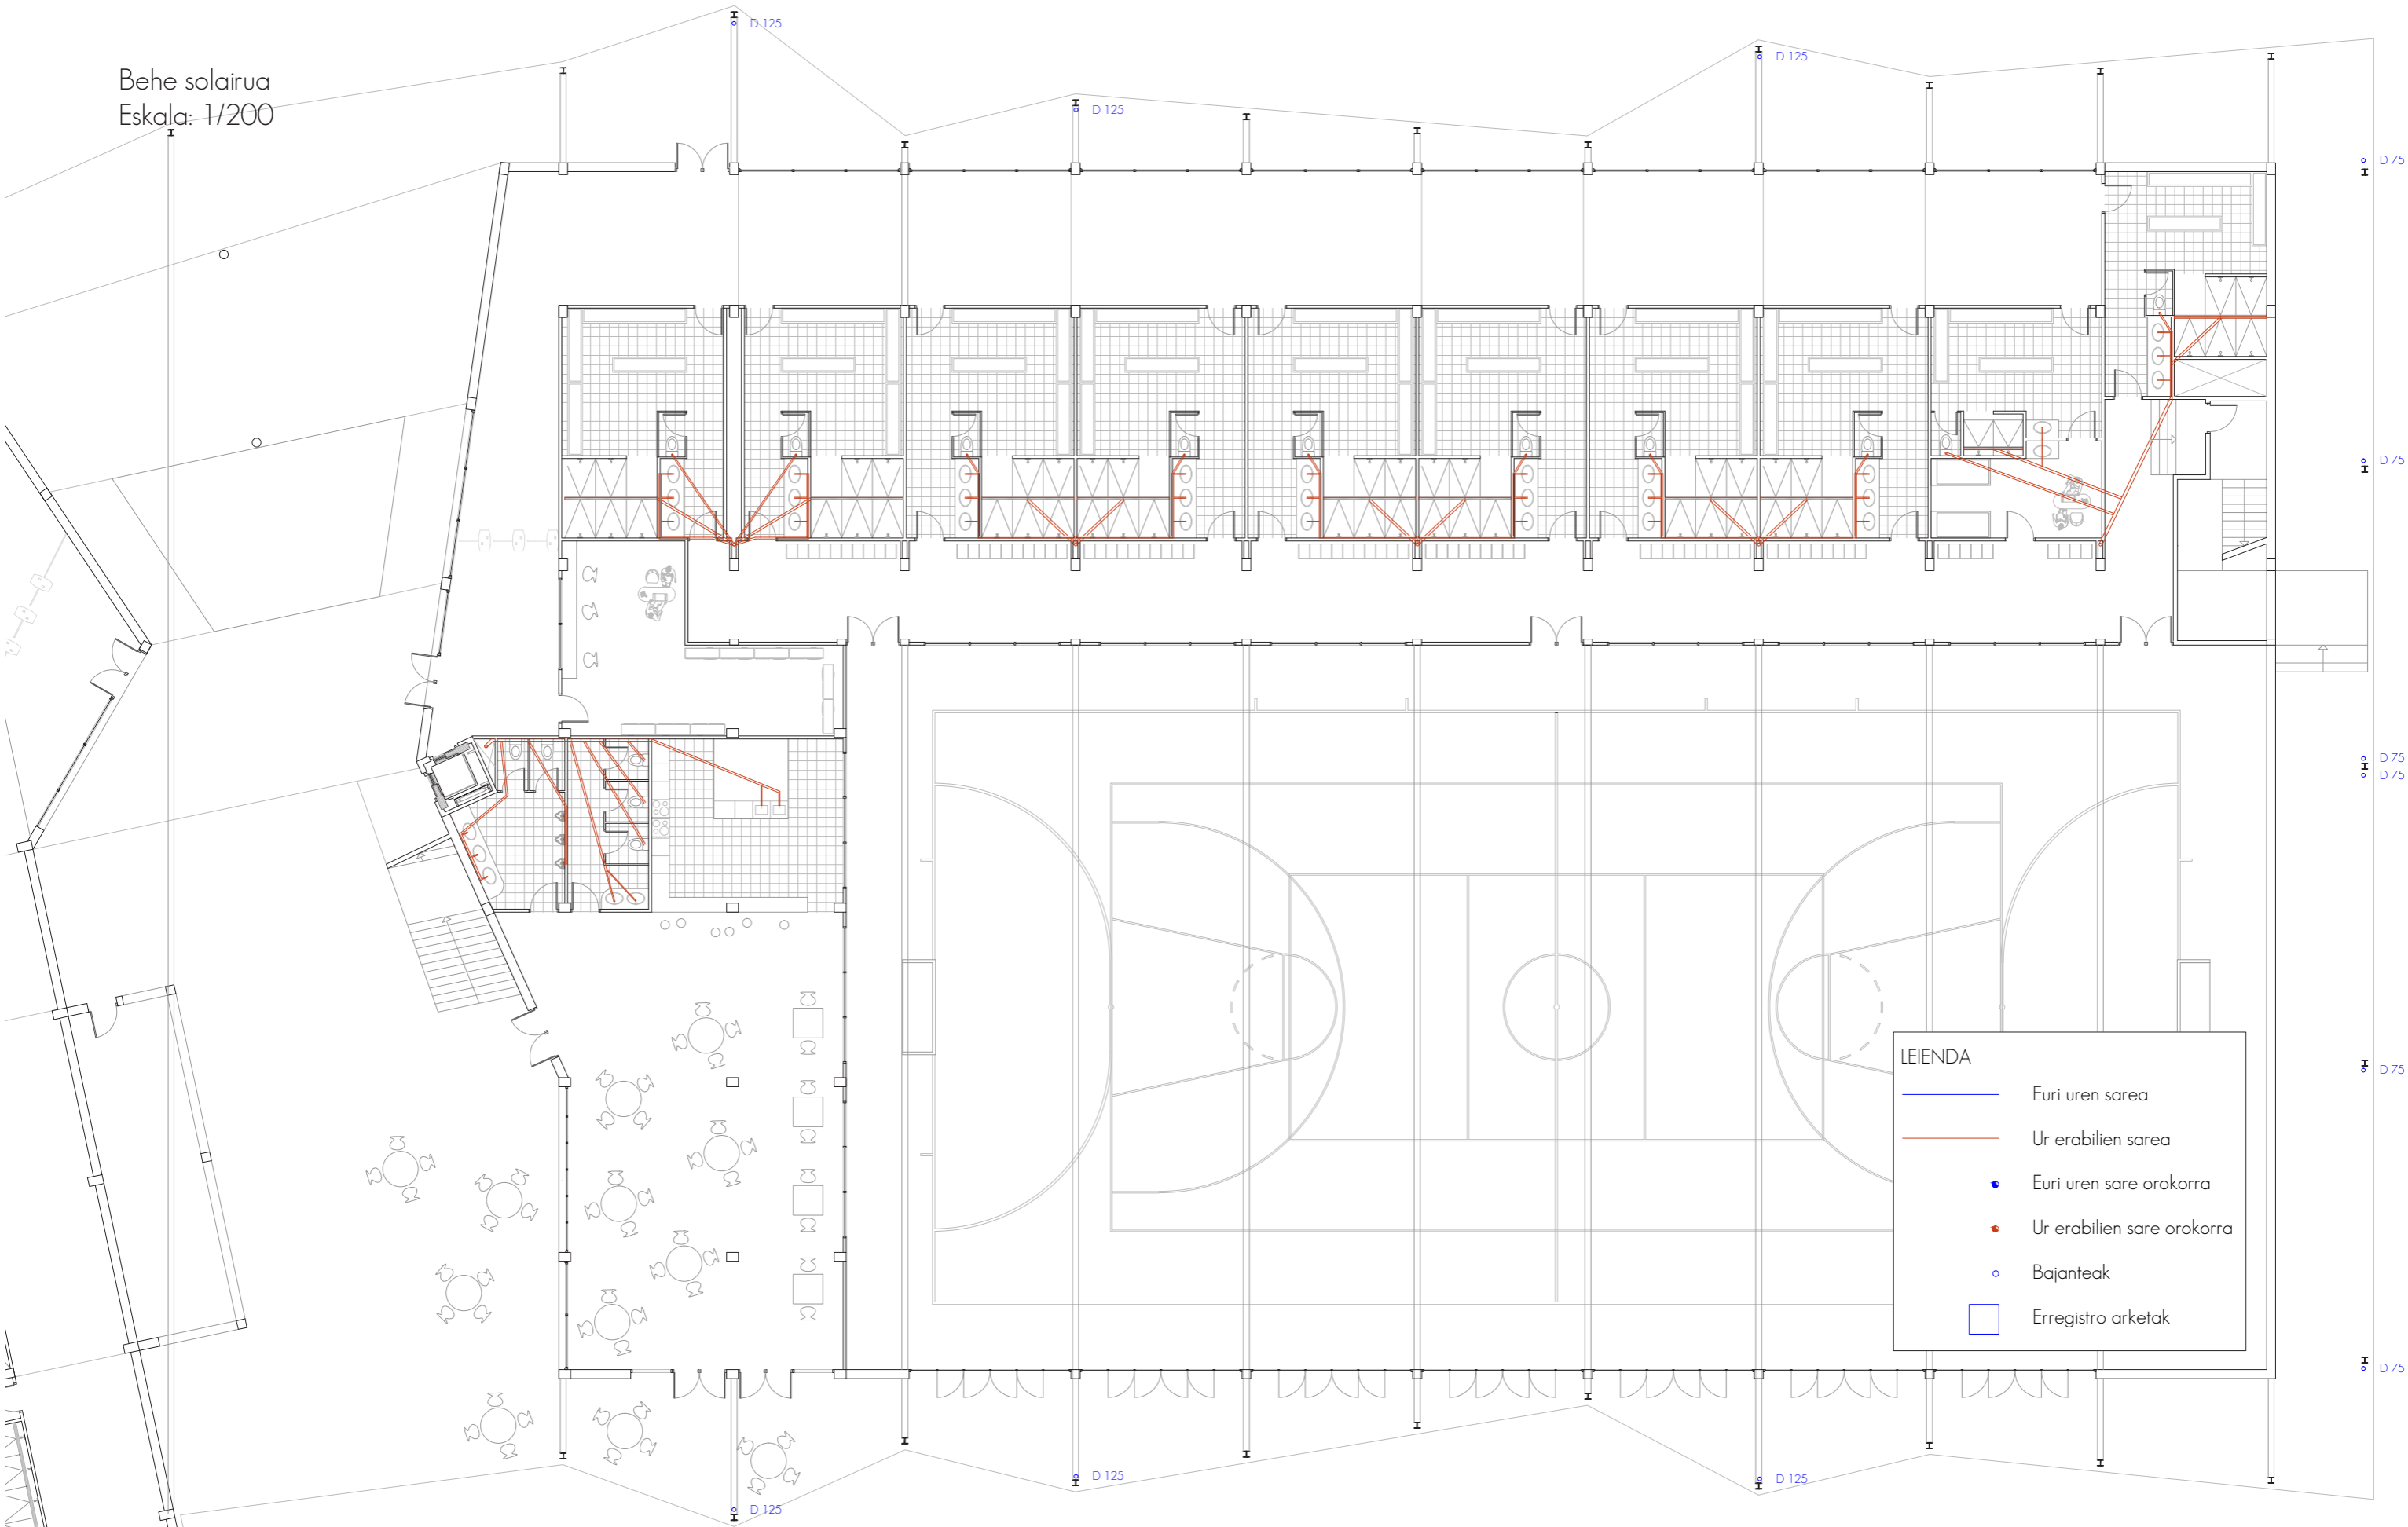 D 125
Behe solairua
D 125
Eskala: 1/200
D 125
D 75
D 75
D 75
D 75
LEIENDA
D 75
Euri uren sarea
Ur erabilien sarea
Euri uren sare orokorra
Ur erabilien sare orokorra
Bajanteak
Erregistro arketak
D 75
D 125
D 125
D 125